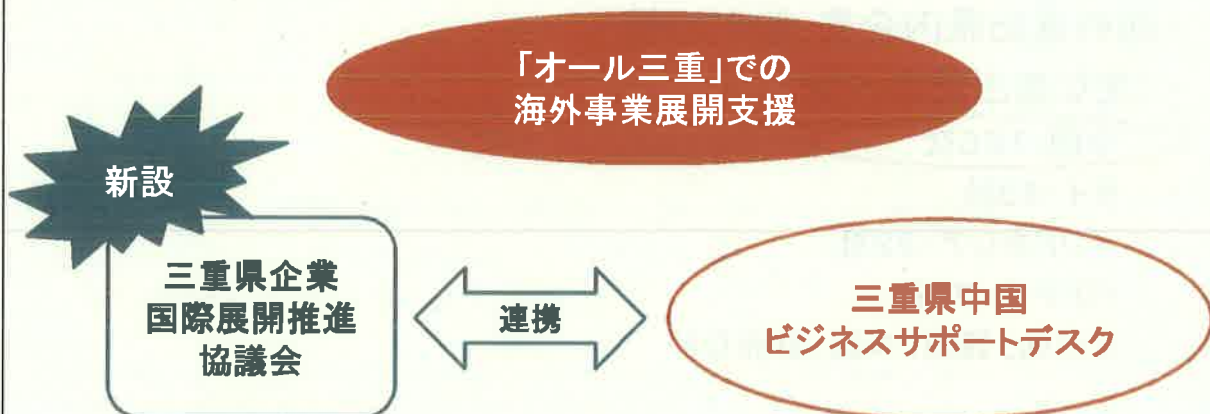 「オール三重」での
海外事業展開支援
新設
三重県企業
国際展開推進
協議会
連携
三重県中国
ビジネスサポートデスク